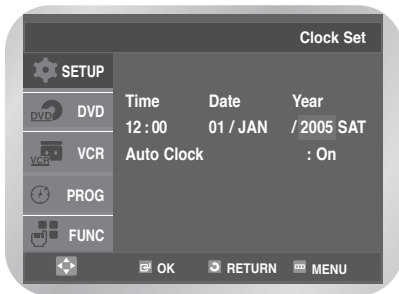 Clock Set
SETUP
DVD DVD
VCR VCR
PROG
FUNC
Time Date Year
12 : 00 01 / JAN / 2005 SAT
Auto Clock : On
OK RETURN MENU